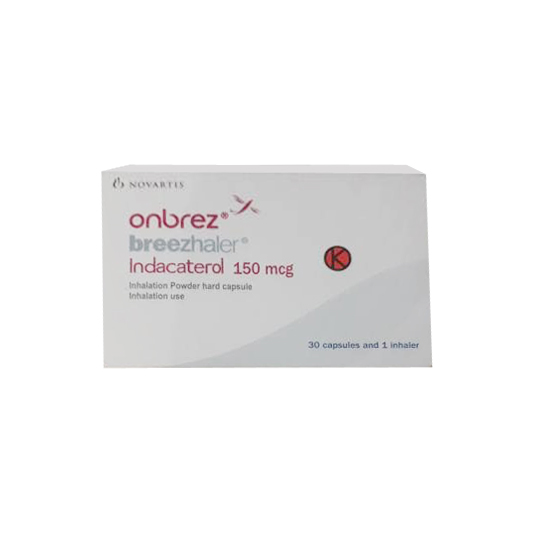 NOVARTIS
onbrez®
breezhaler®
Indacaterol 150 mcg
Inhalation Powder hard capsule
Inhalation use
K
30 capsules and 1 inhaler